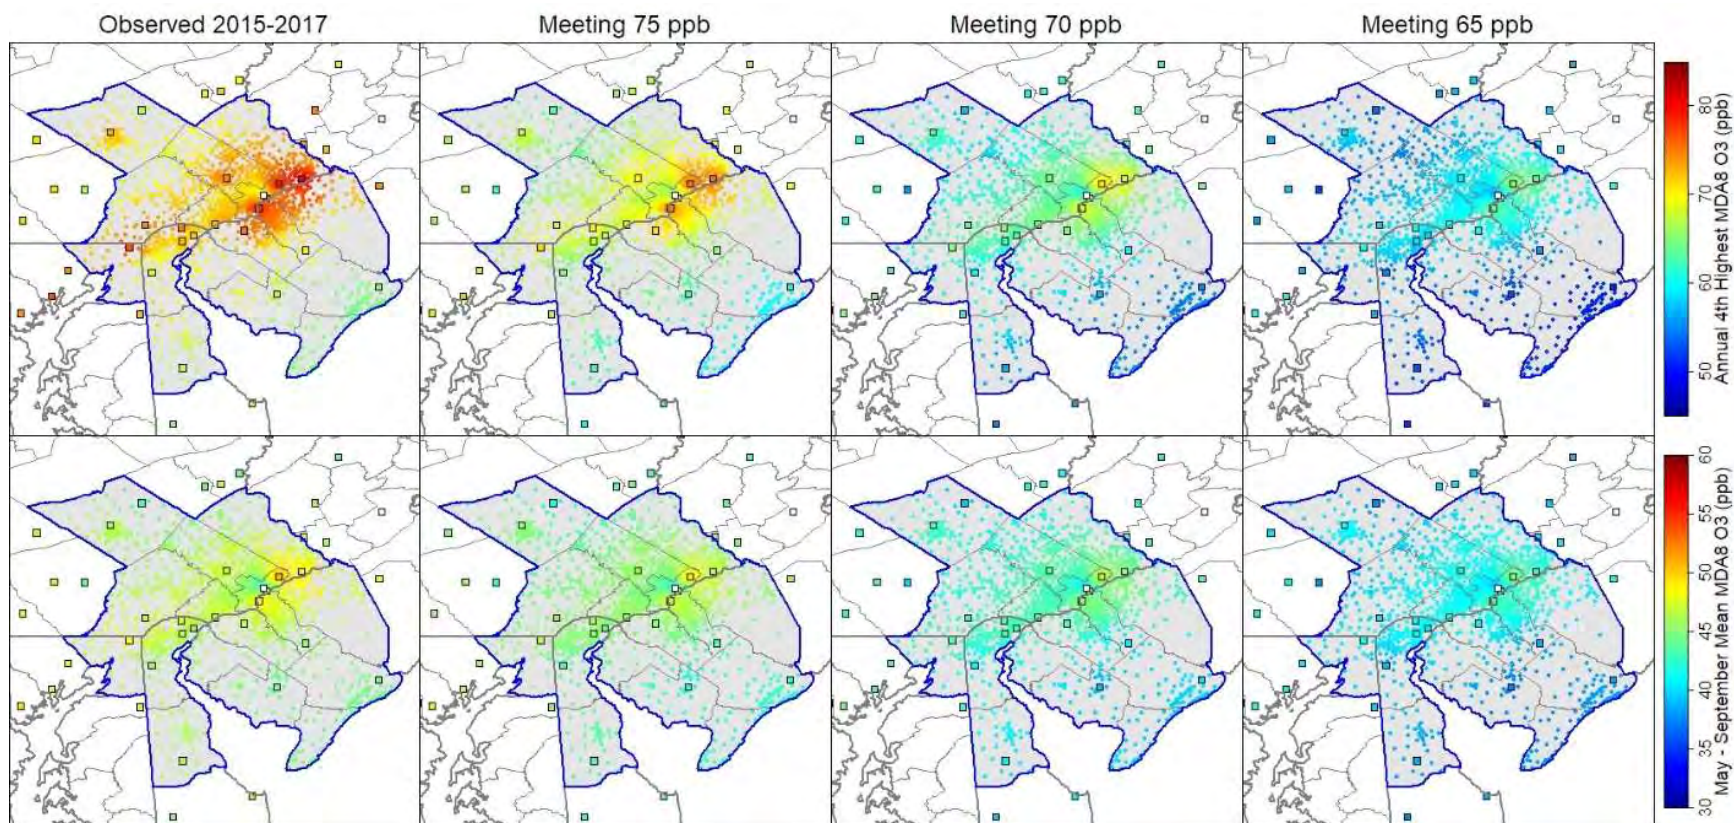 Observed 2015-2017
Meeting 75 ppb
Meeting 70 ppb
Meeting 65 ppb
80
70
60
50
Annual 4th Highest MDA8 O3 (ppb)
60
55
50
45
40
35
30
May - September Mean MDA8 O3 (ppb)